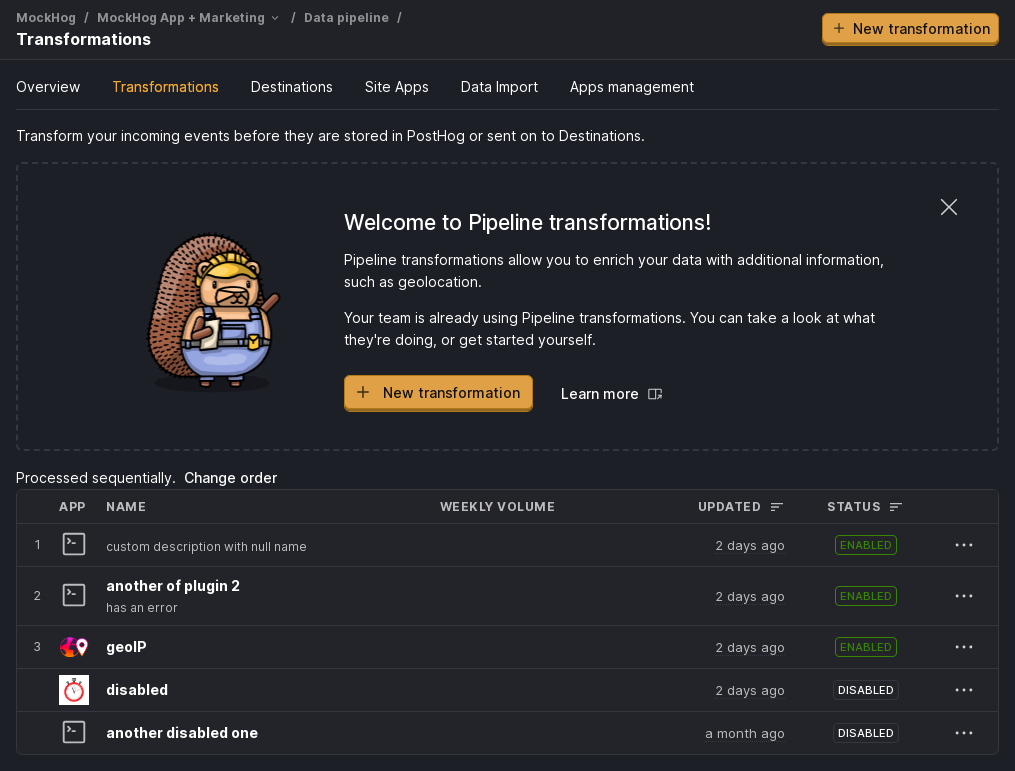 MockHog / MockHog App + Marketing / Data pipeline /
Transformations
New transformation
Overview Transformations Destinations Site Apps Data Import Apps management
Transform your incoming events before they are stored in PostHog or sent on to Destinations.
Welcome to Pipeline transformations!
Pipeline transformations allow you to enrich your data with additional information,
such as geolocation.
Your team is already using Pipeline transformations. You can take a look at what
they're doing, or get started yourself.
New transformation Learn more
Processed sequentially. Change order
APP NAME WEEKLY VOLUME UPDATED STATUS
1 custom description with null name 2 days ago ENABLED
2 another of plugin 2 2 days ago ENABLED
has an error
3 geoIP 2 days ago ENABLED
disabled 2 days ago DISABLED
another disabled one a month ago DISABLED